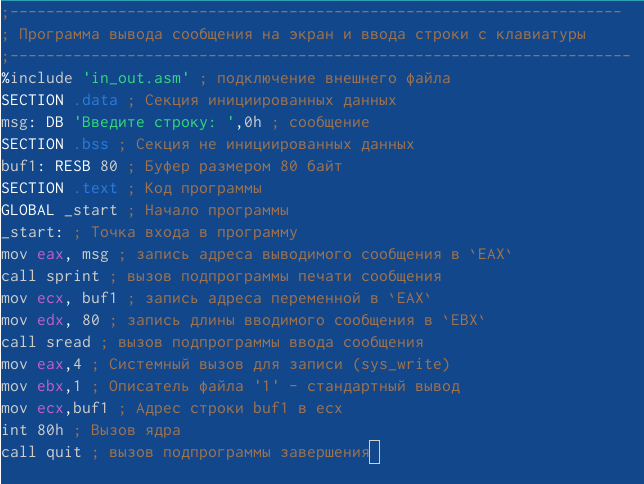 ;--------------------------------------------------------------------
; Программа вывода сообщения на экран и ввода строки с клавиатуры
;---------------------------------------------------------------------
%include 'in_out.asm' ; подключение внешнего файла
SECTION .data ; Секция инициированных данных
msg: DB 'Введите строку: ',0h ; сообщение
SECTION .bss ; Секция не инициированных данных
buf1: RESB 80 ; Буфер размером 80 байт
SECTION .text ; Код программы
GLOBAL _start ; Начало программы
_start: ; Точка входа в программу
mov eax, msg ; запись адреса выводимого сообщения в `EAX`
call sprint ; вызов подпрограммы печати сообщения
mov ecx, buf1 ; запись адреса переменной в `EAX`
mov edx, 80 ; запись длины вводимого сообщения в `EBX`
call sread ; вызов подпрограммы ввода сообщения
mov eax,4 ; Системный вызов для записи (sys_write)
mov ebx,1 ; Описатель файла '1' - стандартный вывод
mov ecx,buf1 ; Адрес строки buf1 в ecx
int 80h ; Вызов ядра
call quit ; вызов подпрограммы завершения